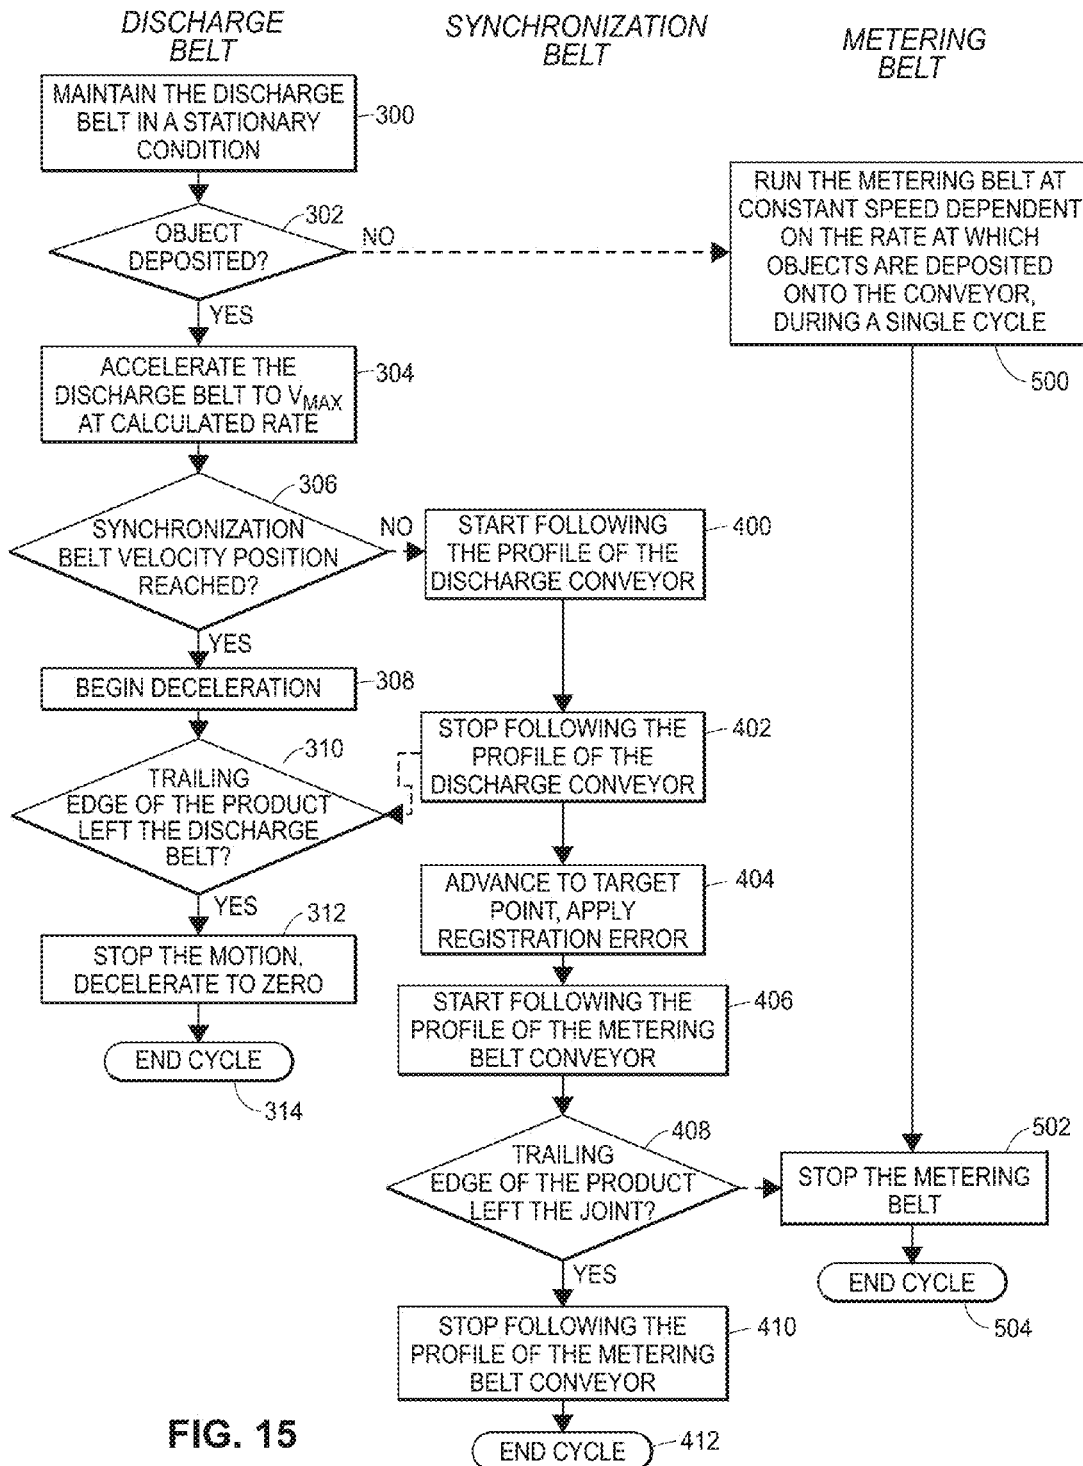 DISCHARGE
BELT
SYNCHRONIZATION
BELT
METERING
BELT
MAINTAIN THE DISCHARGE
BELT IN A STATIONARY
CONDITION
300
OBJECT
DEPOSITED?
302
NO
YES
ACCELERATE THE
DISCHARGE BELT TO VMAX
AT CALCULATED RATE
304
SYNCHRONIZATION
BELT VELOCITY POSITION
REACHED?
306
NO
YES
BEGIN DECELERATION
308
TRAILING
EDGE OF THE PRODUCT
LEFT THE DISCHARGE
BELT?
310
YES
STOP THE MOTION,
DECELERATE TO ZERO
312
END CYCLE
314
START FOLLOWING
THE PROFILE OF THE
DISCHARGE CONVEYOR
400
STOP FOLLOWING THE
PROFILE OF THE
DISCHARGE CONVEYOR
402
ADVANCE TO TARGET
POINT, APPLY
REGISTRATION ERROR
404
START FOLLOWING THE
PROFILE OF THE METERING
BELT CONVEYOR
406
TRAILING
EDGE OF THE PRODUCT
LEFT THE JOINT?
408
YES
STOP FOLLOWING THE
PROFILE OF THE METERING
BELT CONVEYOR
410
END CYCLE
412
RUN THE METERING BELT AT
CONSTANT SPEED DEPENDENT
ON THE RATE AT WHICH
OBJECTS ARE DEPOSITED
ONTO THE CONVEYOR,
DURING A SINGLE CYCLE
500
STOP THE METERING
BELT
502
END CYCLE
504
FIG. 15